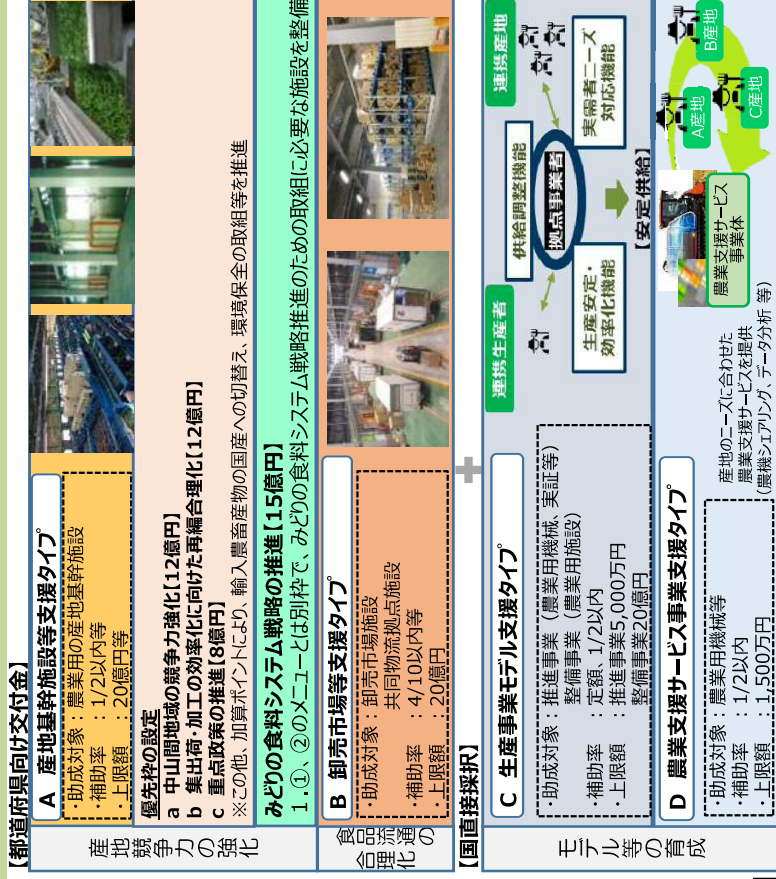 【都道府県向け交付金】
産地競争力の強化
A 産地基幹施設等支援タイプ
・助成対象：農業用の産地基幹施設
・補助率 ：1/2以内等
・上限額 ：20億円等
優先枠の設定
a 中山間地域の競争力強化【12億円】
b 集出荷・加工の効率化に向けた再編合理化【12億円】
c 重点政策の推進【8億円】
※この他、加算ポイントにより、輸入農畜産物の国産への切替え、環境保全の取組等を推進
みどりの食料システム戦略の推進【15億円】
1.①、②のメニューとは別枠で、みどりの食料システム戦略推進のための取組に必要な施設を整備
食品流通の合理化
B 卸売市場等支援タイプ
・助成対象：卸売市場施設
共同物流拠点施設
・補助率 ：4/10以内等
・上限額 ：20億円
【国直接採択】
モデル等の育成
C 生産事業モデル支援タイプ
・助成対象：推進事業（農業用機械、実証等）
整備事業（農業用施設）
・補助率 ：定額、1/2以内
・上限額 ：推進事業5,000万円
整備事業20億円
連携生産者
連携産地
供給調整機能
拠点事業者
生産安定・
効率化機能
実需者ニーズ
対応機能
【安定供給】
D 農業支援サービス事業支援タイプ
・助成対象：農業用機械等
・補助率 ：1/2以内
・上限額 ：1,500万円
産地のニーズに合わせた
農業支援サービスを提供
（農機シェアリング、データ分析 等）
農業支援サービス
事業体
A産地
B産地
C産地